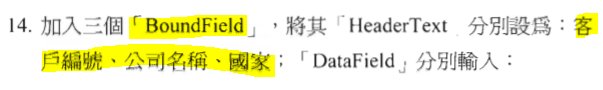 14. 加入三個「BoundField」，將其「HeaderText 分別設為：客
戶編號、公司名稱、國家；「DataField」分別輸入：